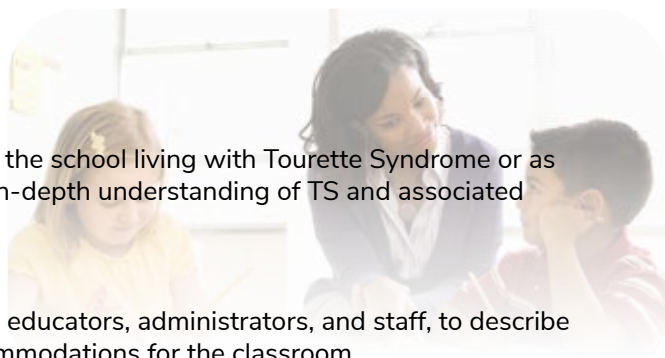 the school living with Tourette Syndrome or as
n-depth understanding of TS and associated
educators, administrators, and staff, to describe
mmodations for the classroom